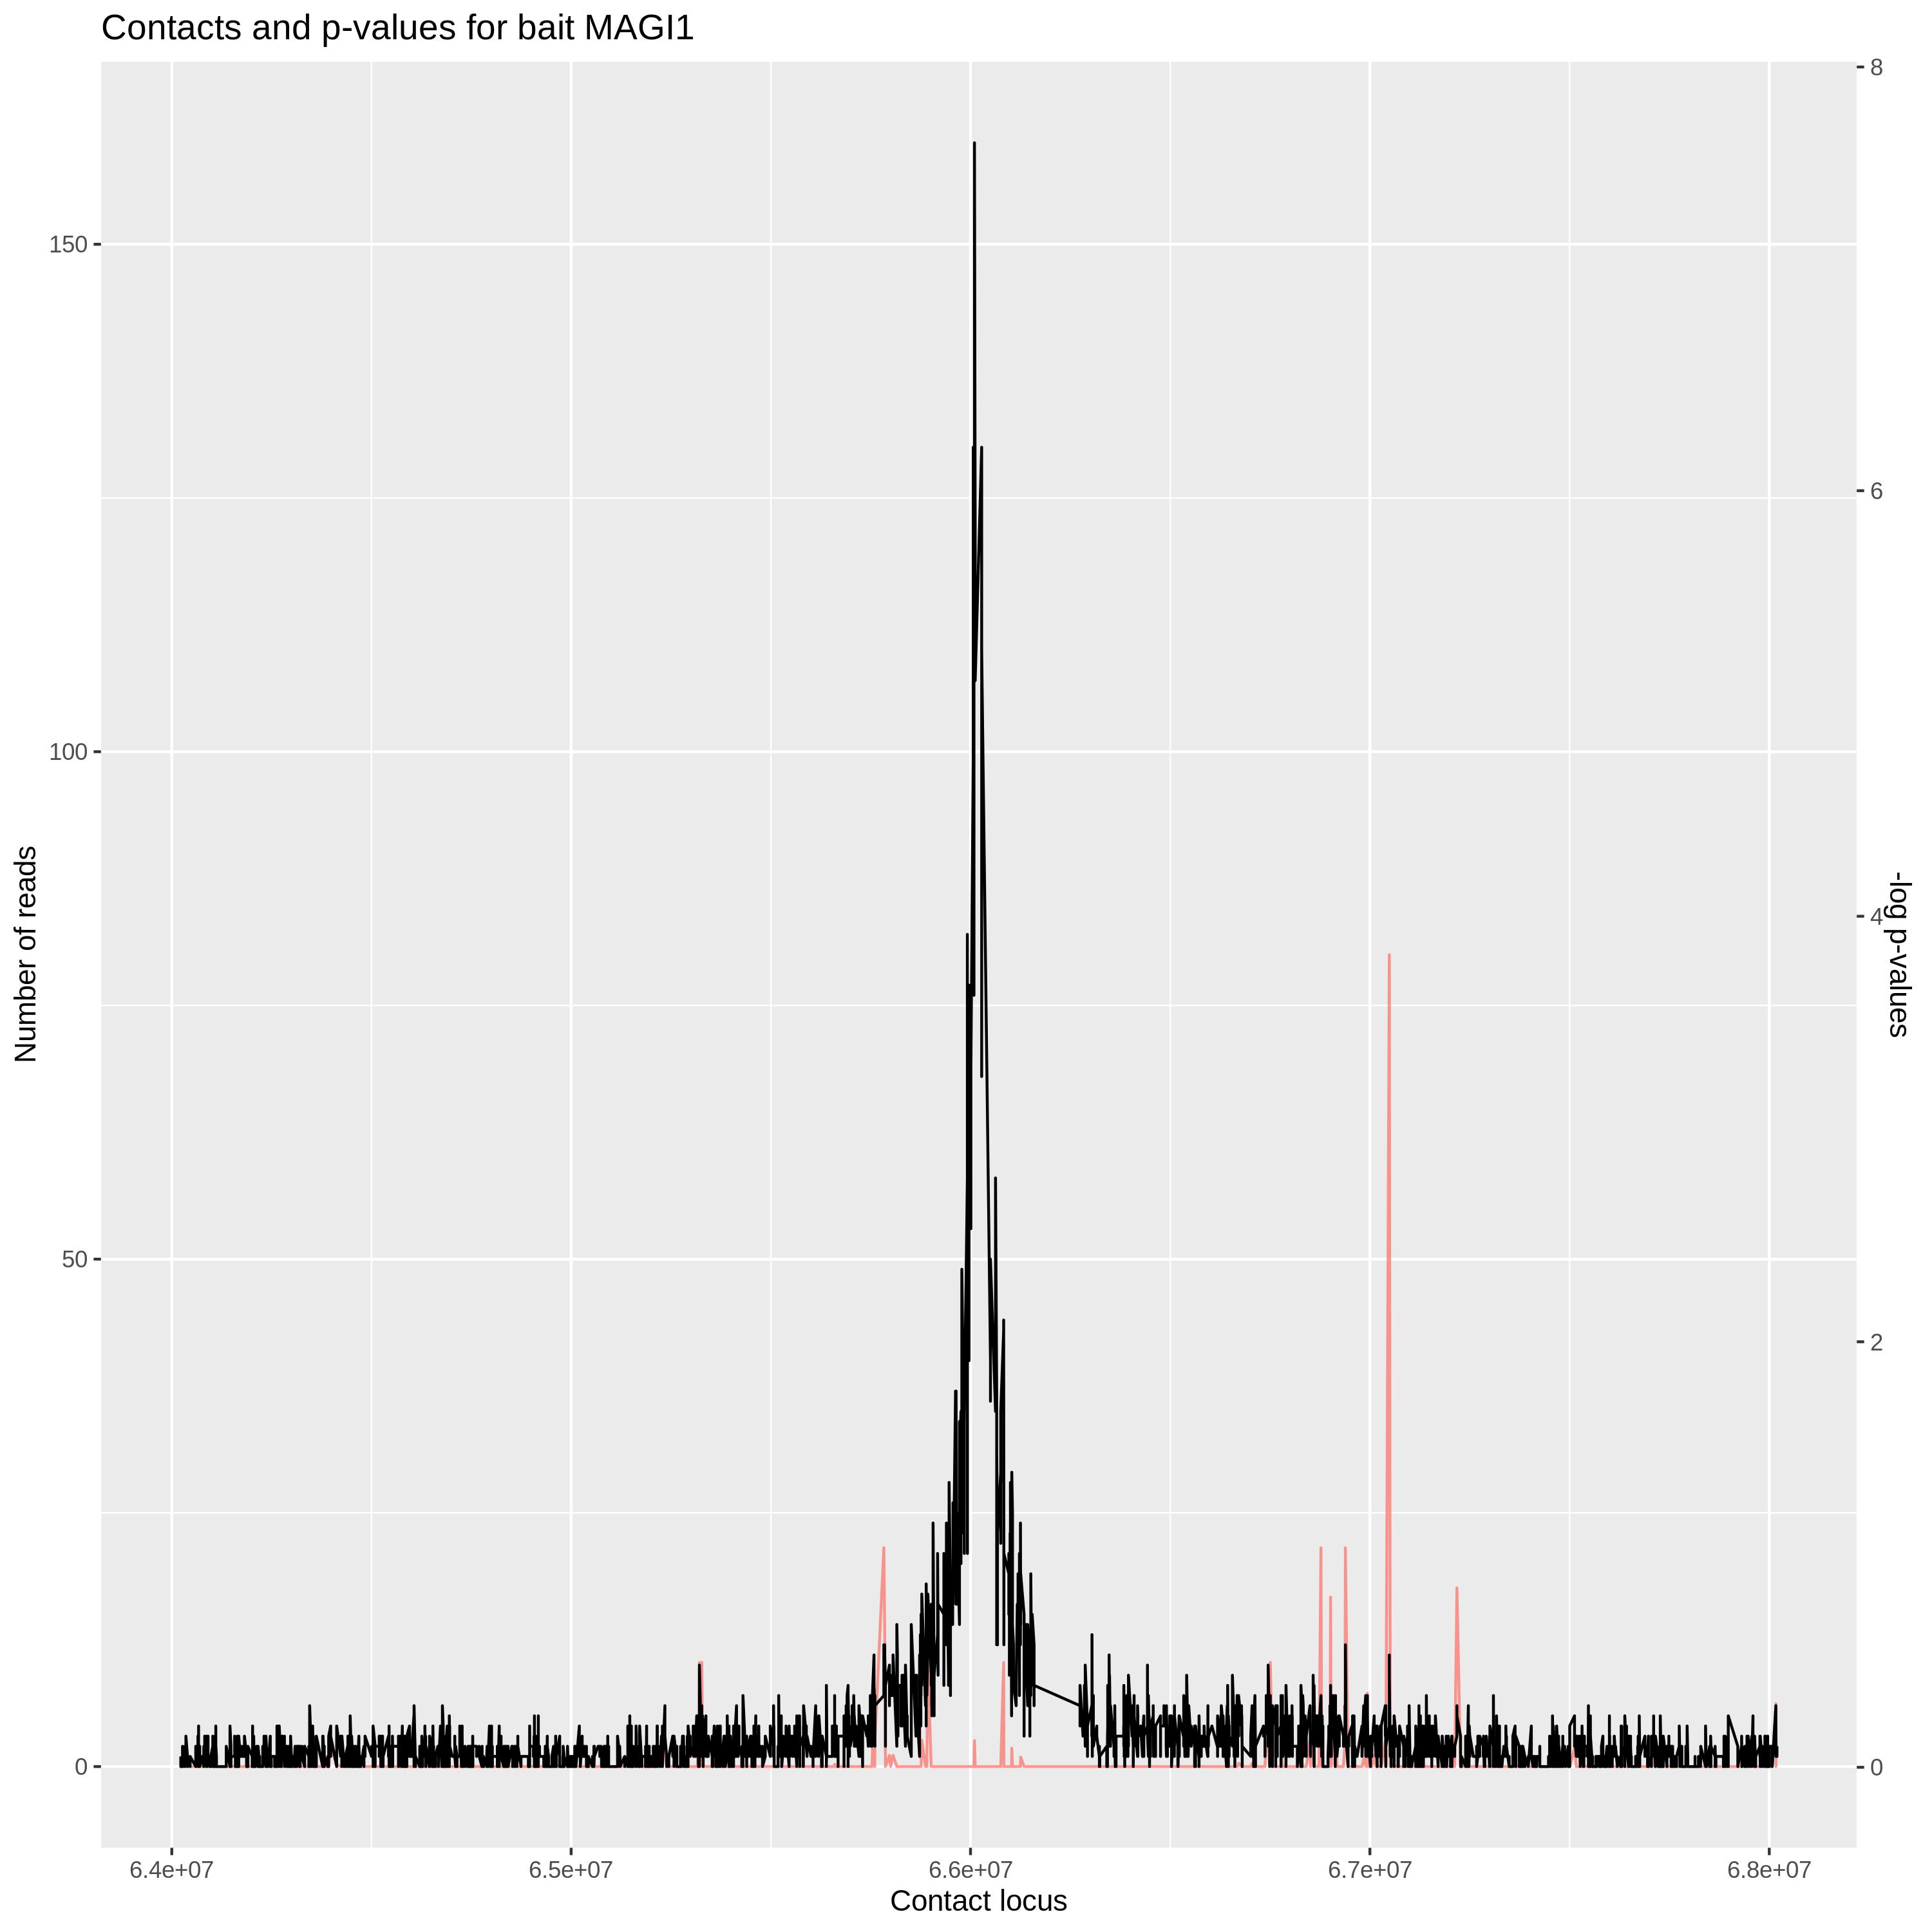 Contacts and p-values for bait MAGI1
8
150
6
100
4
Number of reads
-log p-values
50
2
0
0
6.4e+07 6.5e+07 6.6e+07 6.7e+07 6.8e+07
Contact locus